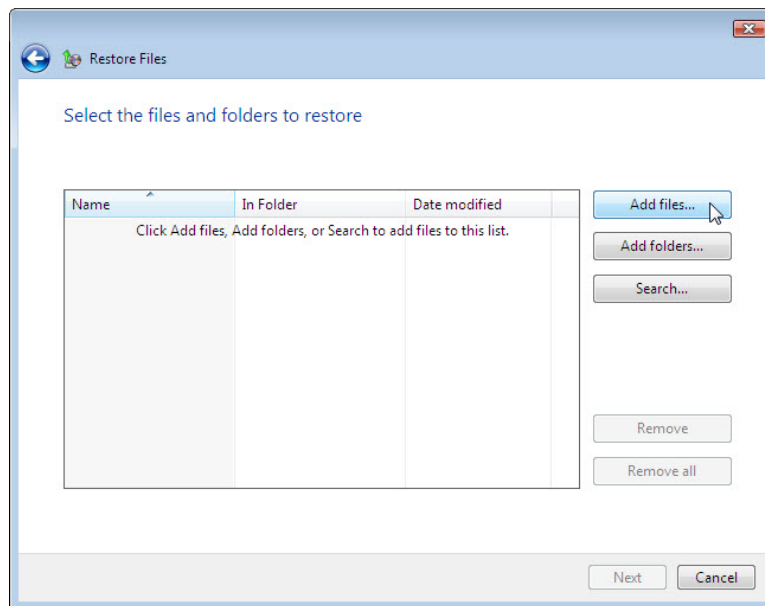 Restore Files
Select the files and folders to restore
Name In Folder Date modified
Click Add files, Add folders, or Search to add files to this list.
Add files...
Add folders...
Search...
Remove
Remove all
Next Cancel